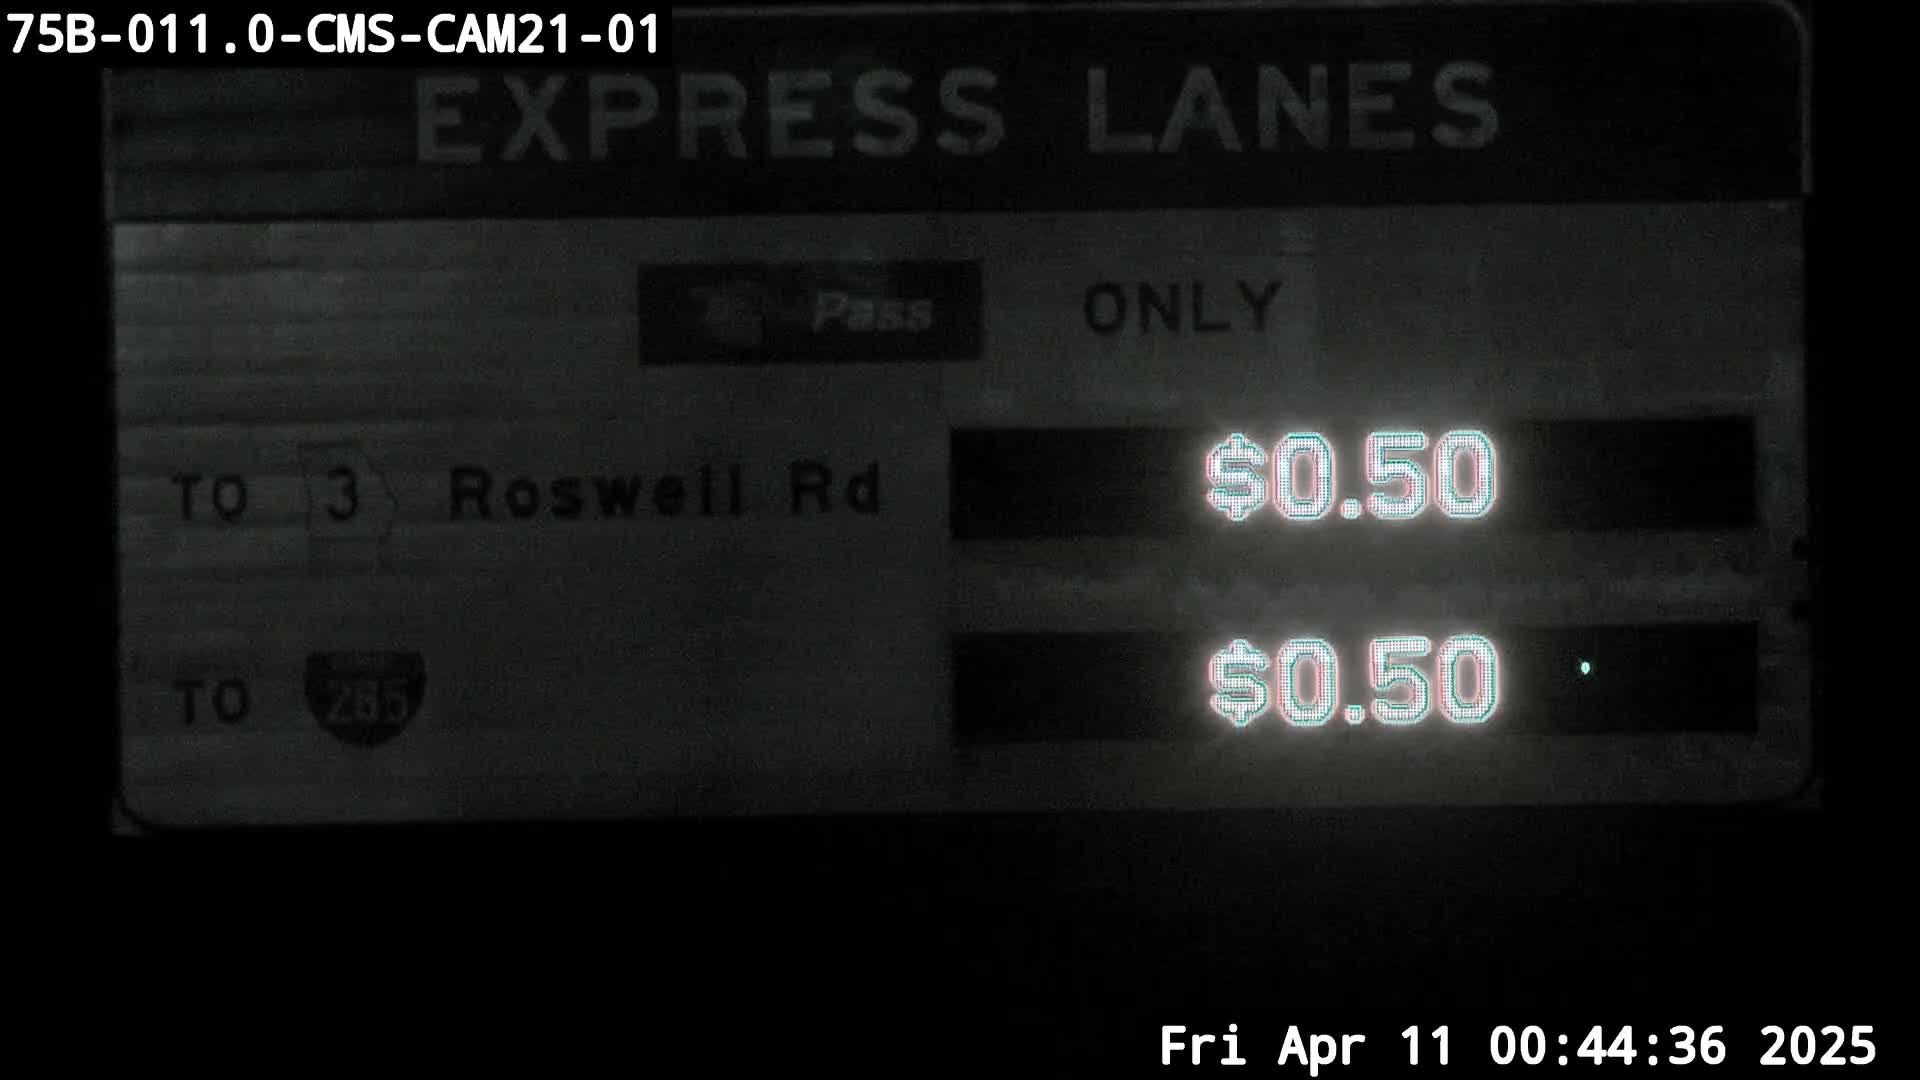 75B-011.0-CMS-CAM21-01
EXPRESS LANES
Pass ONLY
TO 3 Roswell Rd $0.50
TO 285 $0.50
Fri Apr 11 00:44:36 2025